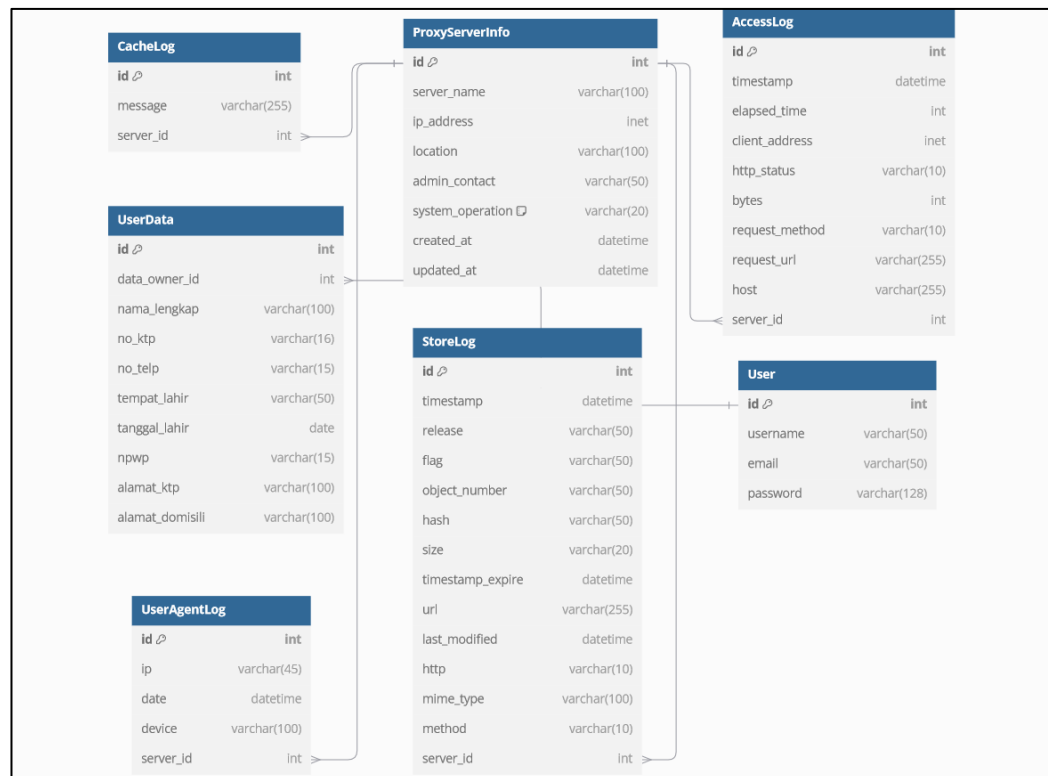 CacheLog
id int
message varchar(255)
server_id int
ProxyServerInfo
id int
server_name varchar(100)
ip_address inet
location varchar(100)
admin_contact varchar(50)
system_operation varchar(20)
created_at datetime
updated_at datetime
AccessLog
id int
timestamp datetime
elapsed_time int
client_address inet
http_status varchar(10)
bytes int
request_method varchar(10)
request_url varchar(255)
host varchar(255)
server_id int
UserData
id int
data_owner_id int
nama_lengkap varchar(100)
no_ktp varchar(16)
no_telp varchar(15)
tempat_lahir varchar(50)
tanggal_lahir date
npwp varchar(15)
alamat_ktp varchar(100)
alamat_domisili varchar(100)
StoreLog
id int
timestamp datetime
release varchar(50)
flag varchar(50)
object_number varchar(50)
hash varchar(50)
size varchar(20)
timestamp_expire datetime
url varchar(255)
last_modified datetime
http varchar(10)
mime_type varchar(100)
method varchar(10)
server_id int
User
id int
username varchar(50)
email varchar(50)
password varchar(128)
UserAgentLog
id int
ip varchar(45)
date datetime
device varchar(100)
server_id int